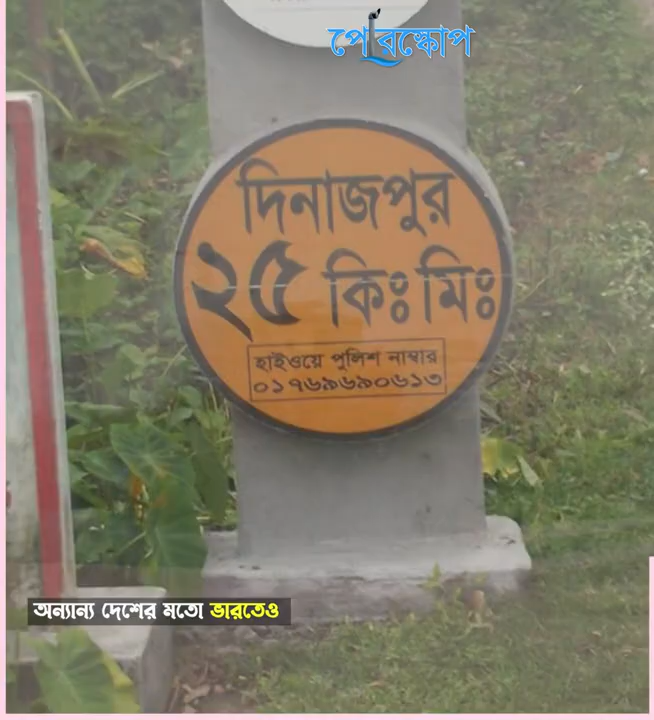 পেরিস্কোপ
দিনাজপুর
২৫ কিঃ মিঃ
হাইওয়ে পুলিশ নাম্বার
০১৭৬৯৬৯০৬১৩
অন্যান্য দেশের মতো ভারতেও